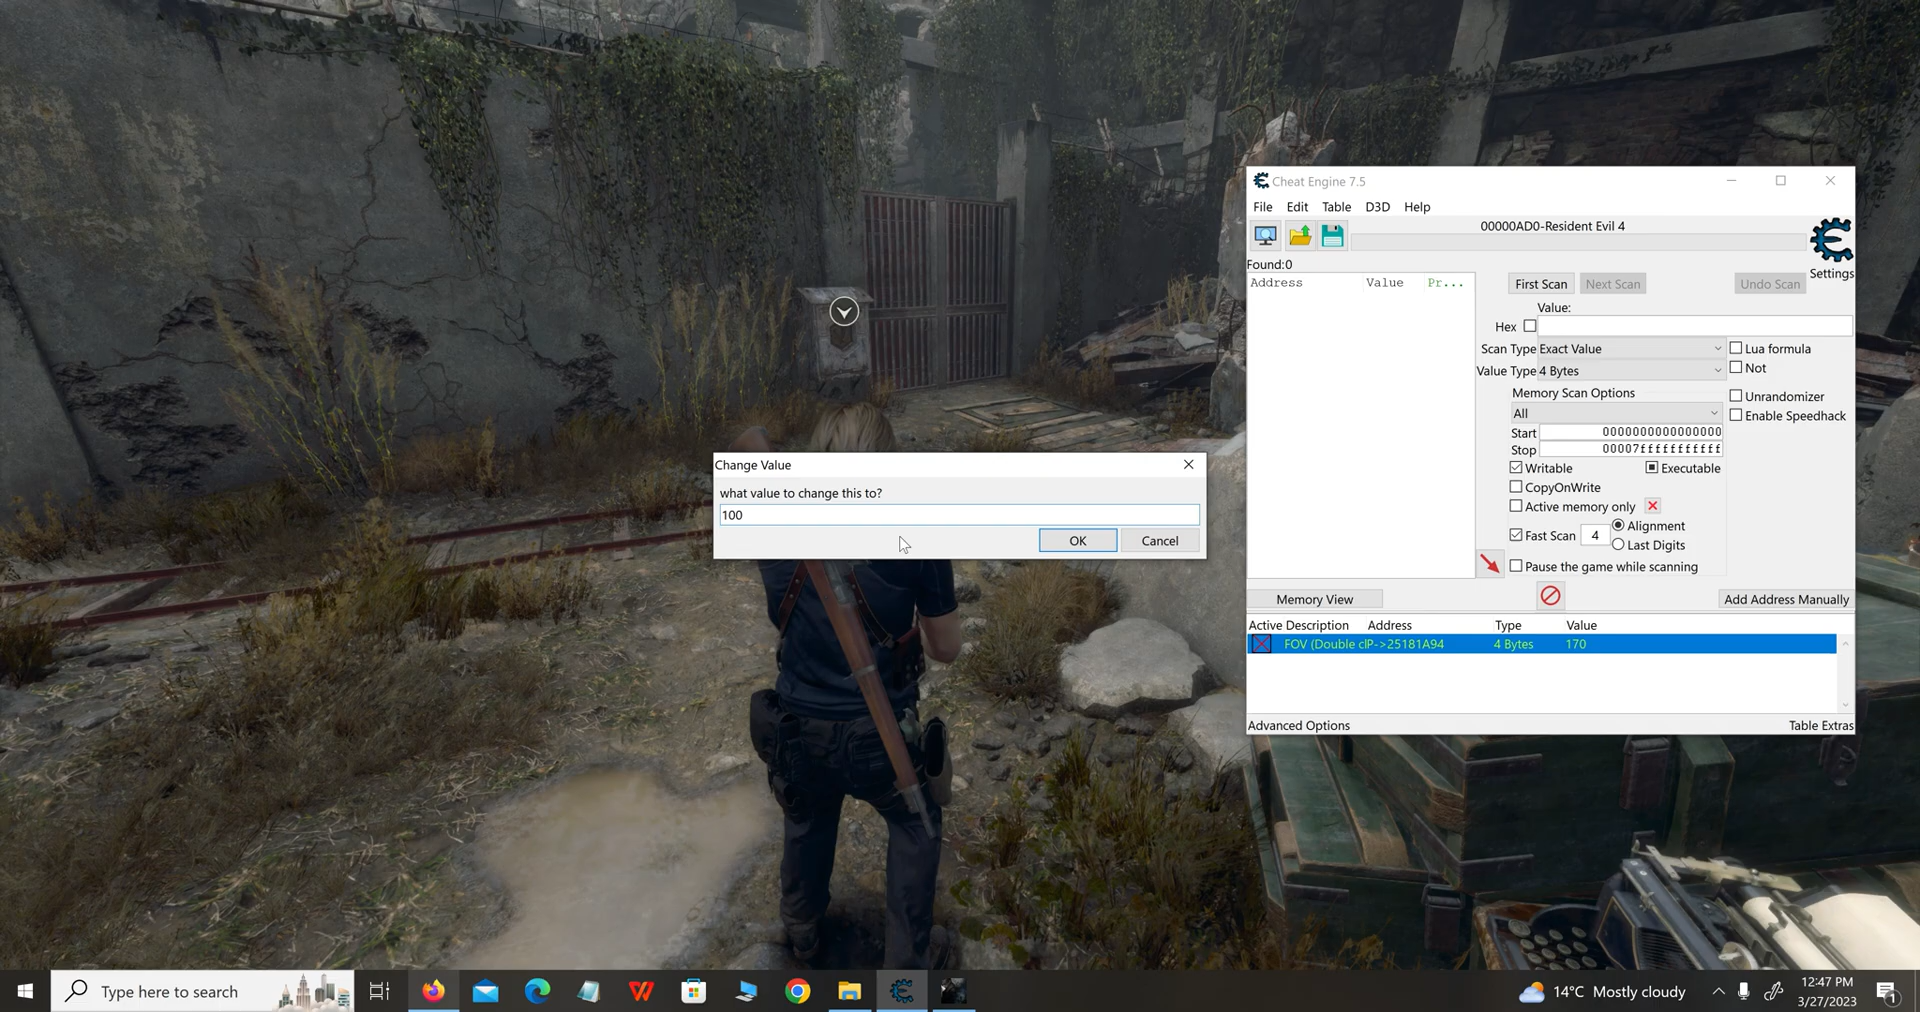 Cheat Engine 7.5
File Edit Table D3D Help
00000AD0-Resident Evil 4
Settings
Found:0
Address Value Pr...
First Scan Next Scan Undo Scan
Value:
Hex
Scan Type Exact Value
Lua formula
Value Type 4 Bytes
Not
Memory Scan Options
All
Unrandomizer
Enable Speedhack
Start 0000000000000000
Stop 00007fffffffffff
Writable Executable
CopyOnWrite
Active memory only
Fast Scan 4 Alignment
Last Digits
Pause the game while scanning
Memory View
Add Address Manually
Active Description Address Type Value
FOV (Double cl P->25181A94 4 Bytes 170
Advanced Options Table Extras
Change Value
what value to change this to?
100
OK Cancel
Type here to search
14°C Mostly cloudy
12:47 PM
3/27/2023
1